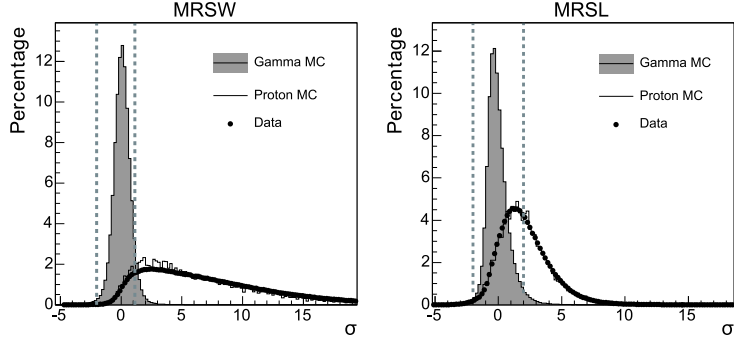 MRSW
Percentage
12
10
8
6
4
2
0
-5 0 5 10 15
σ
Gamma MC
Proton MC
Data
MRSL
Percentage
12
10
8
6
4
2
0
-5 0 5 10 15
σ
Gamma MC
Proton MC
Data